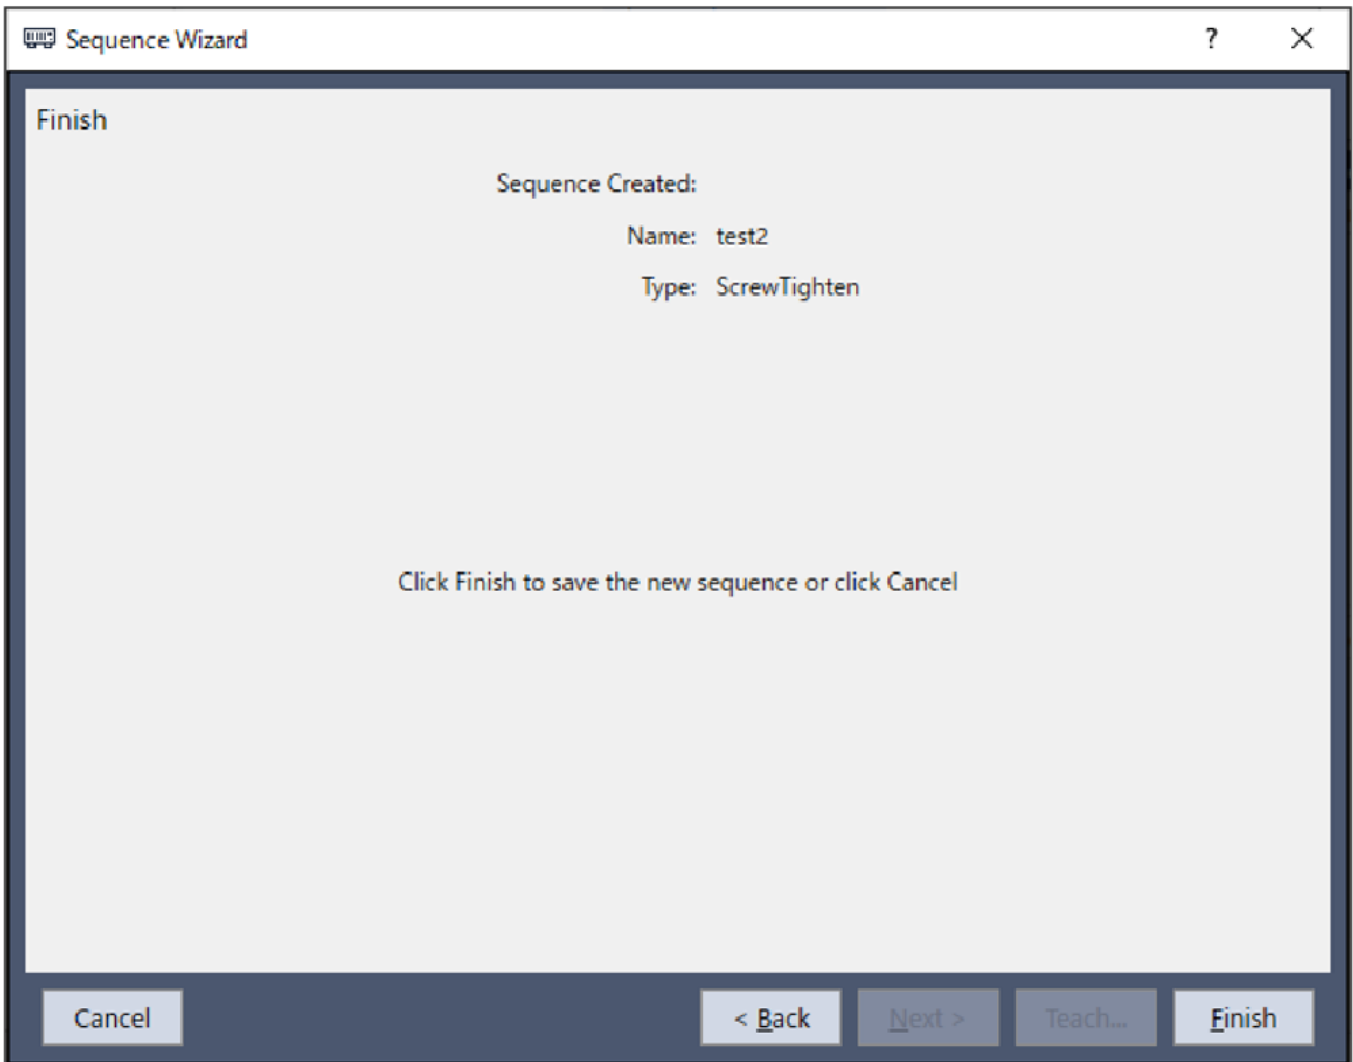 Sequence Wizard
?
Finish
Sequence Created:
Name: test2
Type: ScrewTighten
Click Finish to save the new sequence or click Cancel
Cancel
< Back
Next >
Teach...
Finish